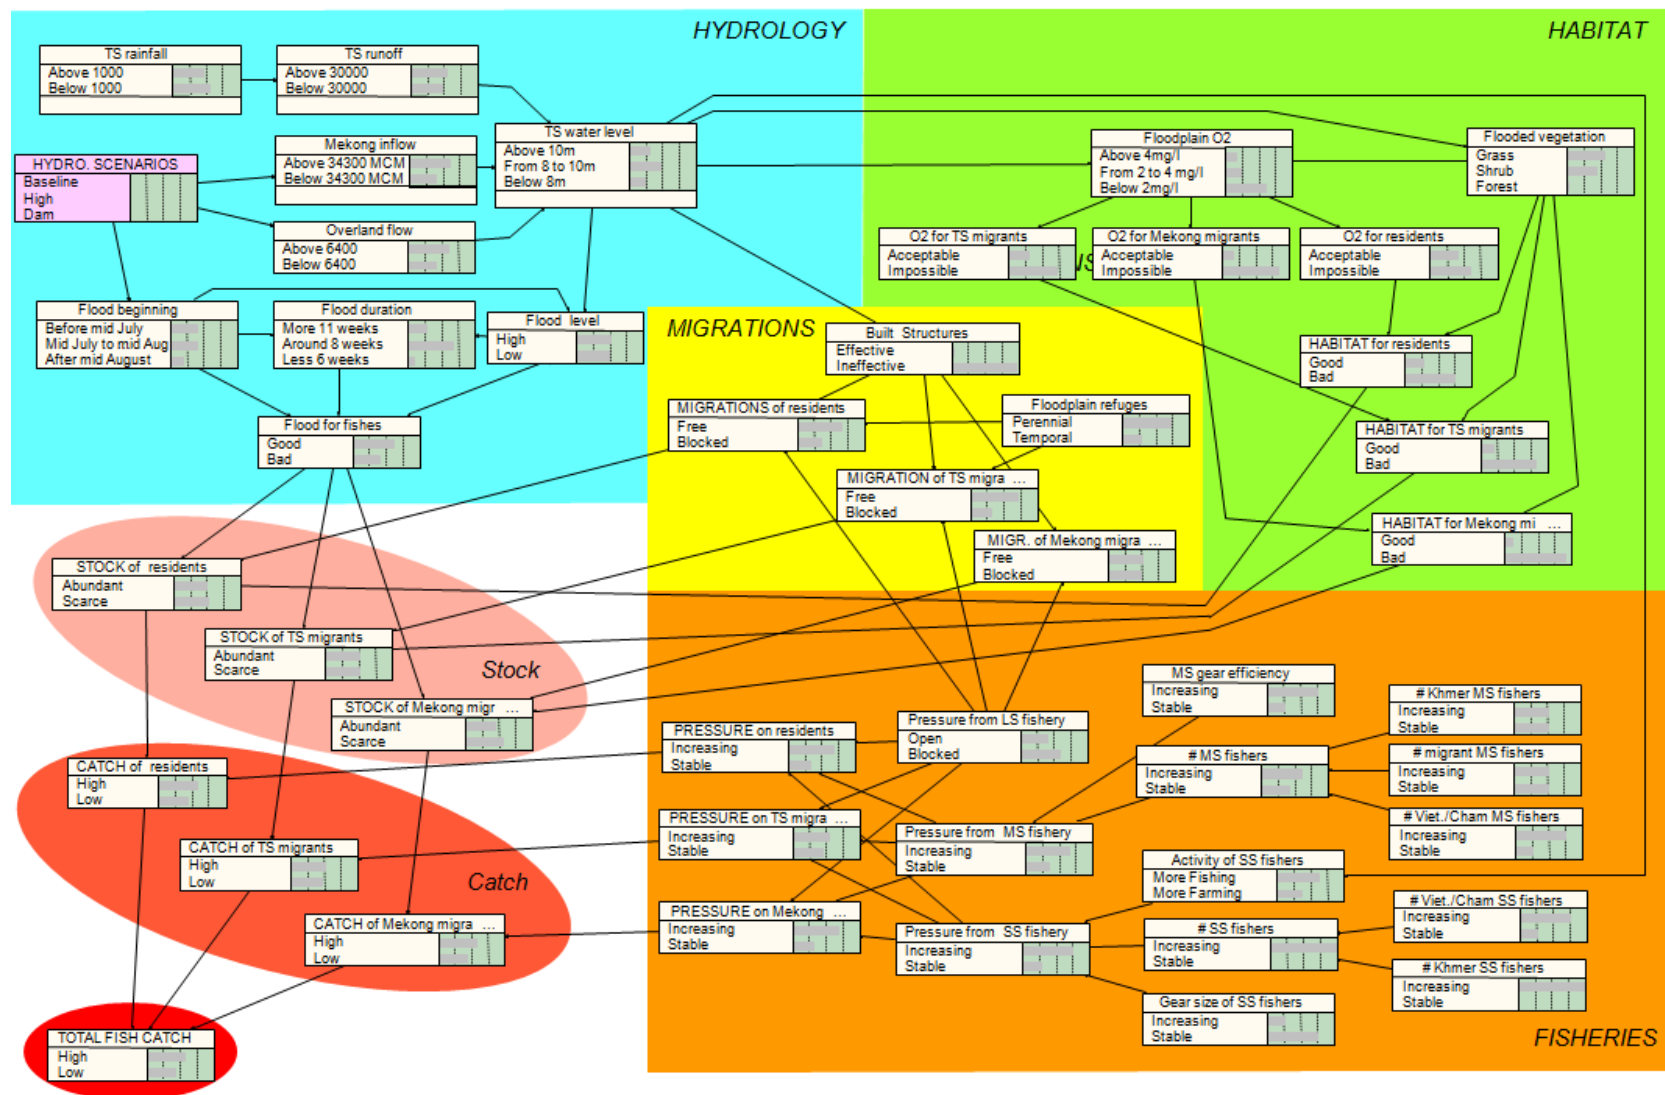 HYDROLOGY
HABITAT
TS rainfall
Above 1000
Below 1000
TS runoff
Above 30000
Below 30000
TS water level
Above 10m
From 8 to 10m
Below 8m
Mekong inflow
Above 34300 MCM
Below 34300 MCM
HYDRO. SCENARIOS
Baseline
High
Dam
Overland flow
Above 6400
Below 6400
Flood beginning
Before mid July
Mid July to mid Aug
After mid August
Flood duration
More 11 weeks
Around 8 weeks
Less 6 weeks
Flood level
High
Low
Flood for fishes
Good
Bad
Floodplain O2
Above 4mg/l
From 2 to 4 mg/l
Below 2mg/l
Flooded vegetation
Grass
Shrub
Forest
O2 for TS migrants
Acceptable
Impossible
O2 for Mekong migrants
Acceptable
Impossible
O2 for residents
Acceptable
Impossible
HABITAT for residents
Good
Bad
HABITAT for TS migrants
Good
Bad
HABITAT for Mekong mi ...
Good
Bad
MIGRATIONS
Built Structures
Effective
Ineffective
MIGRATIONS of residents
Free
Blocked
Floodplain refuges
Perennial
Temporal
MIGRATION of TS migra ...
Free
Blocked
MIGR. of Mekong migra ...
Free
Blocked
STOCK of residents
Abundant
Scarce
STOCK of TS migrants
Abundant
Scarce
Stock
STOCK of Mekong migr ...
Abundant
Scarce
CATCH of residents
High
Low
CATCH of TS migrants
High
Low
Catch
CATCH of Mekong migra ...
High
Low
TOTAL FISH CATCH
High
Low
MS gear efficiency
Increasing
Stable
# Khmer MS fishers
Increasing
Stable
PRESSURE on residents
Increasing
Stable
Pressure from LS fishery
Open
Blocked
# MS fishers
Increasing
Stable
# migrant MS fishers
Increasing
Stable
PRESSURE on TS migra ...
Increasing
Stable
Pressure from MS fishery
Increasing
Stable
# Viet./Cham MS fishers
Increasing
Stable
Activity of SS fishers
More Fishing
More Farming
PRESSURE on Mekong ...
Increasing
Stable
Pressure from SS fishery
Increasing
Stable
# SS fishers
Increasing
Stable
# Viet./Cham SS fishers
Increasing
Stable
# Khmer SS fishers
Increasing
Stable
Gear size of SS fishers
Increasing
Stable
FISHERIES